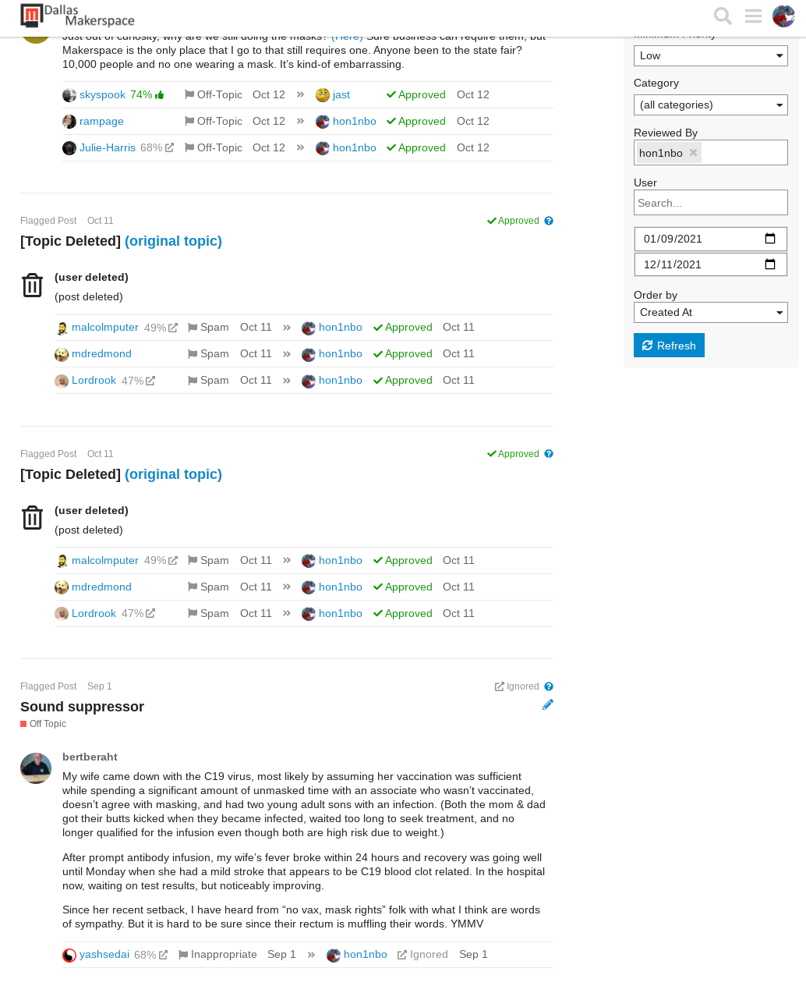 Dallas
Makerspace
Just out of curiosity, why are we still doing the masks? (Here) Sure business can require them, but
Makerspace is the only place that I go to that still requires one. Anyone been to the state fair?
10,000 people and no one wearing a mask. It’s kind-of embarrassing.
skyspook 74% Off-Topic Oct 12 » jast Approved Oct 12
rampage Off-Topic Oct 12 » hon1nbo Approved Oct 12
Julie-Harris 68% Off-Topic Oct 12 » hon1nbo Approved Oct 12
Flagged Post Oct 11 Approved
[Topic Deleted] (original topic)
(user deleted)
(post deleted)
malcolmputer 49% Spam Oct 11 » hon1nbo Approved Oct 11
mdredmond Spam Oct 11 » hon1nbo Approved Oct 11
Lordrook 47% Spam Oct 11 » hon1nbo Approved Oct 11
Flagged Post Oct 11 Approved
[Topic Deleted] (original topic)
(user deleted)
(post deleted)
malcolmputer 49% Spam Oct 11 » hon1nbo Approved Oct 11
mdredmond Spam Oct 11 » hon1nbo Approved Oct 11
Lordrook 47% Spam Oct 11 » hon1nbo Approved Oct 11
Flagged Post Sep 1 Ignored
Sound suppressor
Off Topic
bertberaht
My wife came down with the C19 virus, most likely by assuming her vaccination was sufficient
while spending a significant amount of unmasked time with an associate who wasn’t vaccinated,
doesn’t agree with masking, and had two young adult sons with an infection. (Both the mom & dad
got their butts kicked when they became infected, waited too long to seek treatment, and no
longer qualified for the infusion even though both are high risk due to weight.)
After prompt antibody infusion, my wife’s fever broke within 24 hours and recovery was going well
until Monday when she had a mild stroke that appears to be C19 blood clot related. In the hospital
now, waiting on test results, but noticeably improving.
Since her recent setback, I have heard from “no vax, mask rights” folk with what I think are words
of sympathy. But it is hard to be sure since their rectum is muffling their words. YMMV
yashsedai 68% Inappropriate Sep 1 » hon1nbo Ignored Sep 1
Minimum Priority
Low
Category
(all categories)
Reviewed By
hon1nbo ×
User
Search...
01/09/2021
12/11/2021
Order by
Created At
Refresh